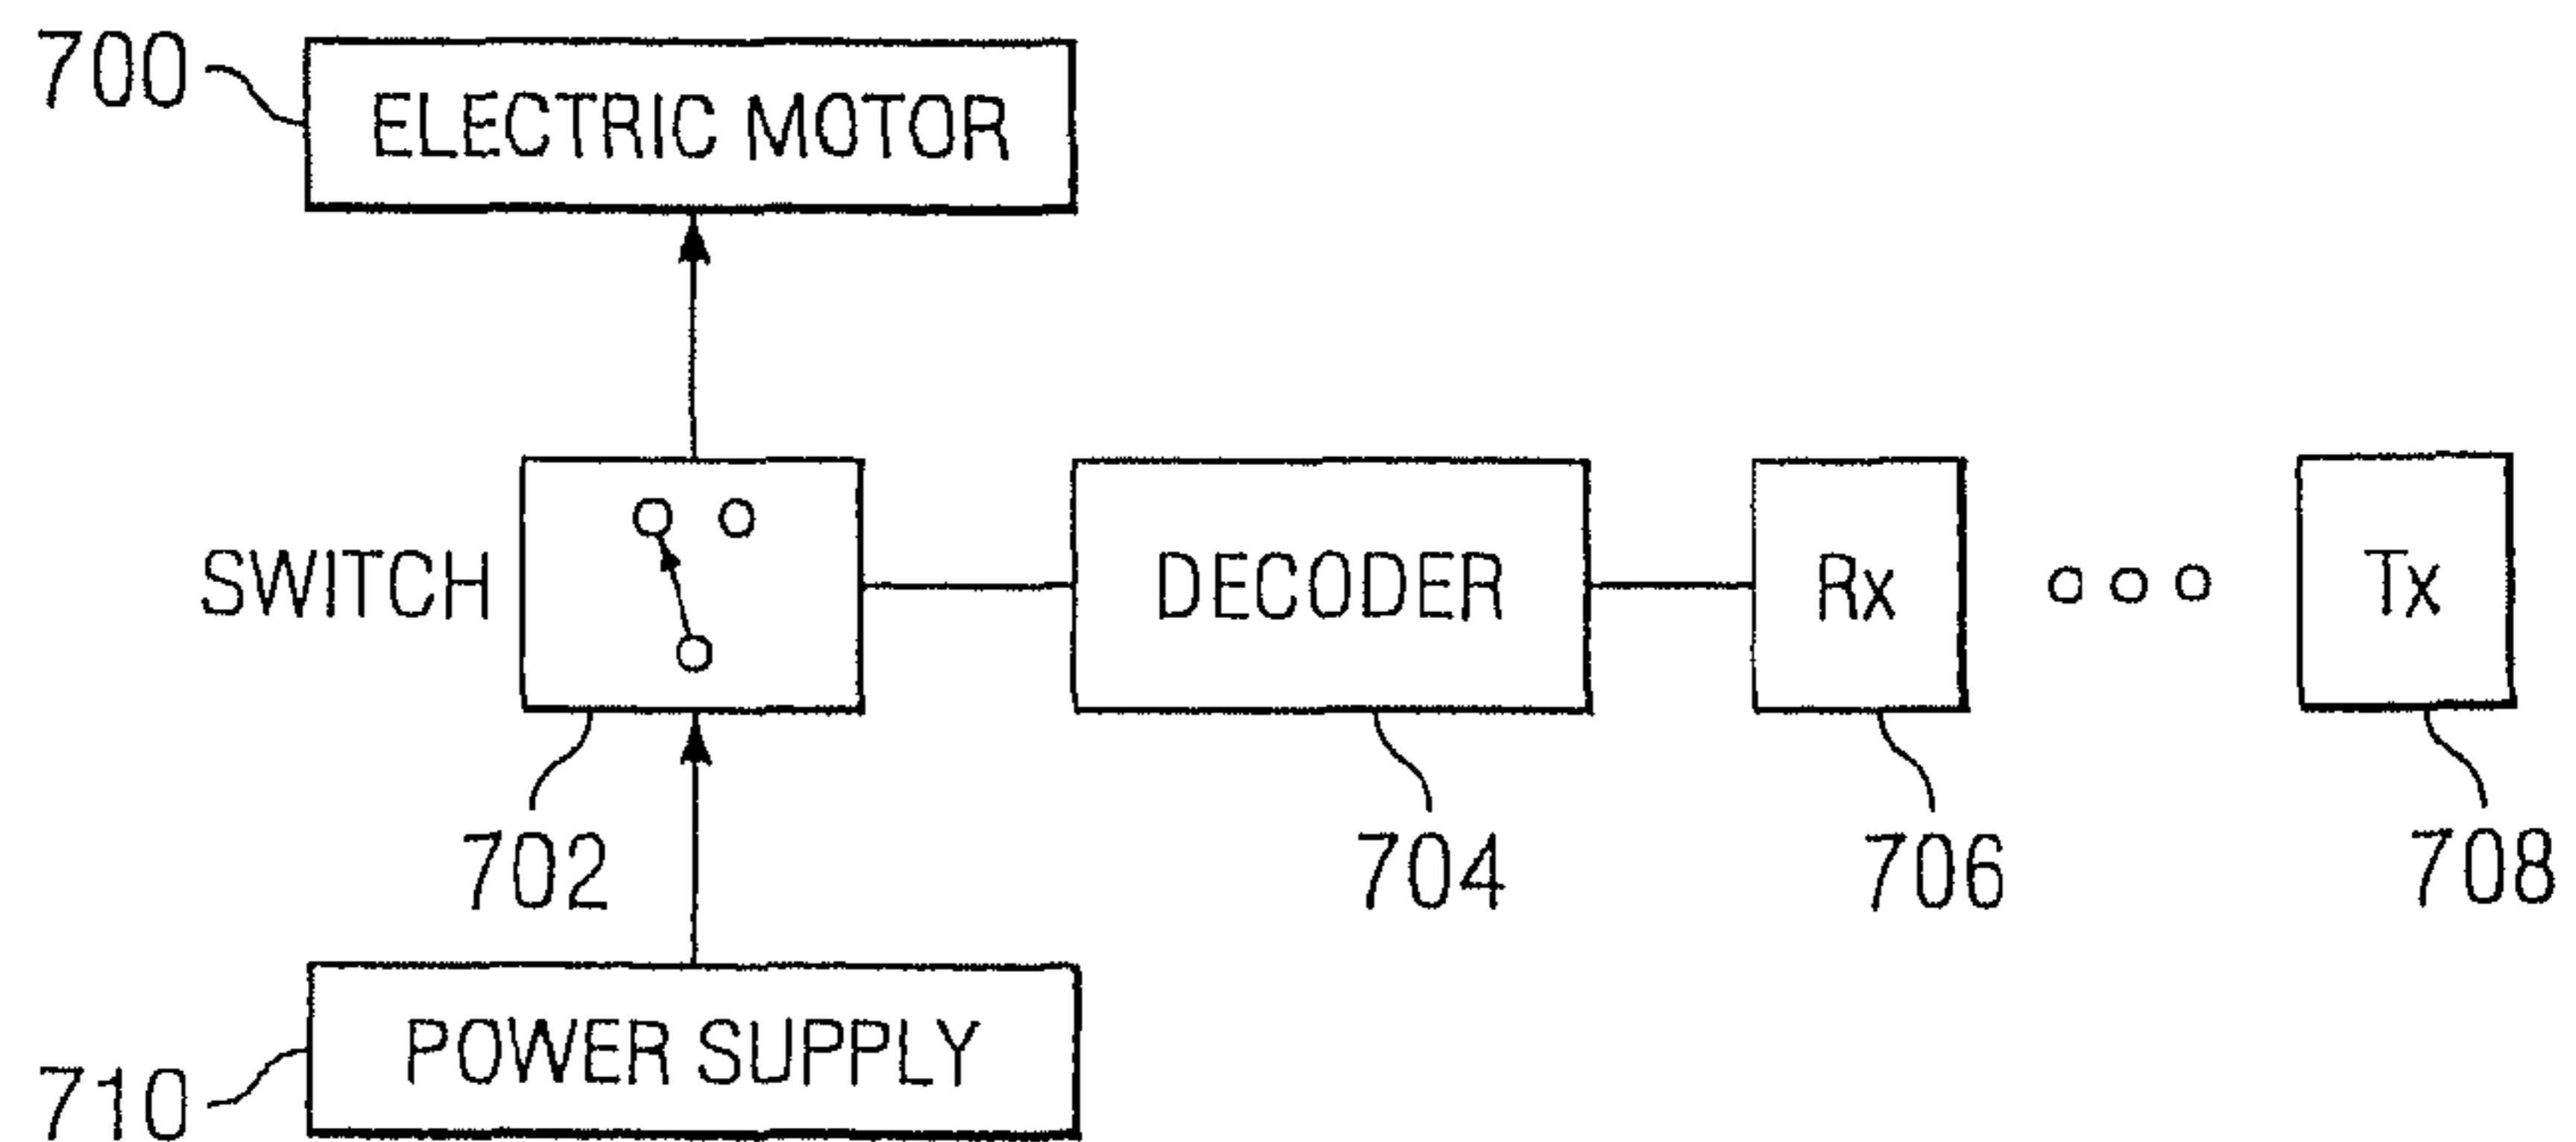 700
ELECTRIC MOTOR
SWITCH
DECODER
Rx
Tx
702
704
706
708
POWER SUPPLY
710